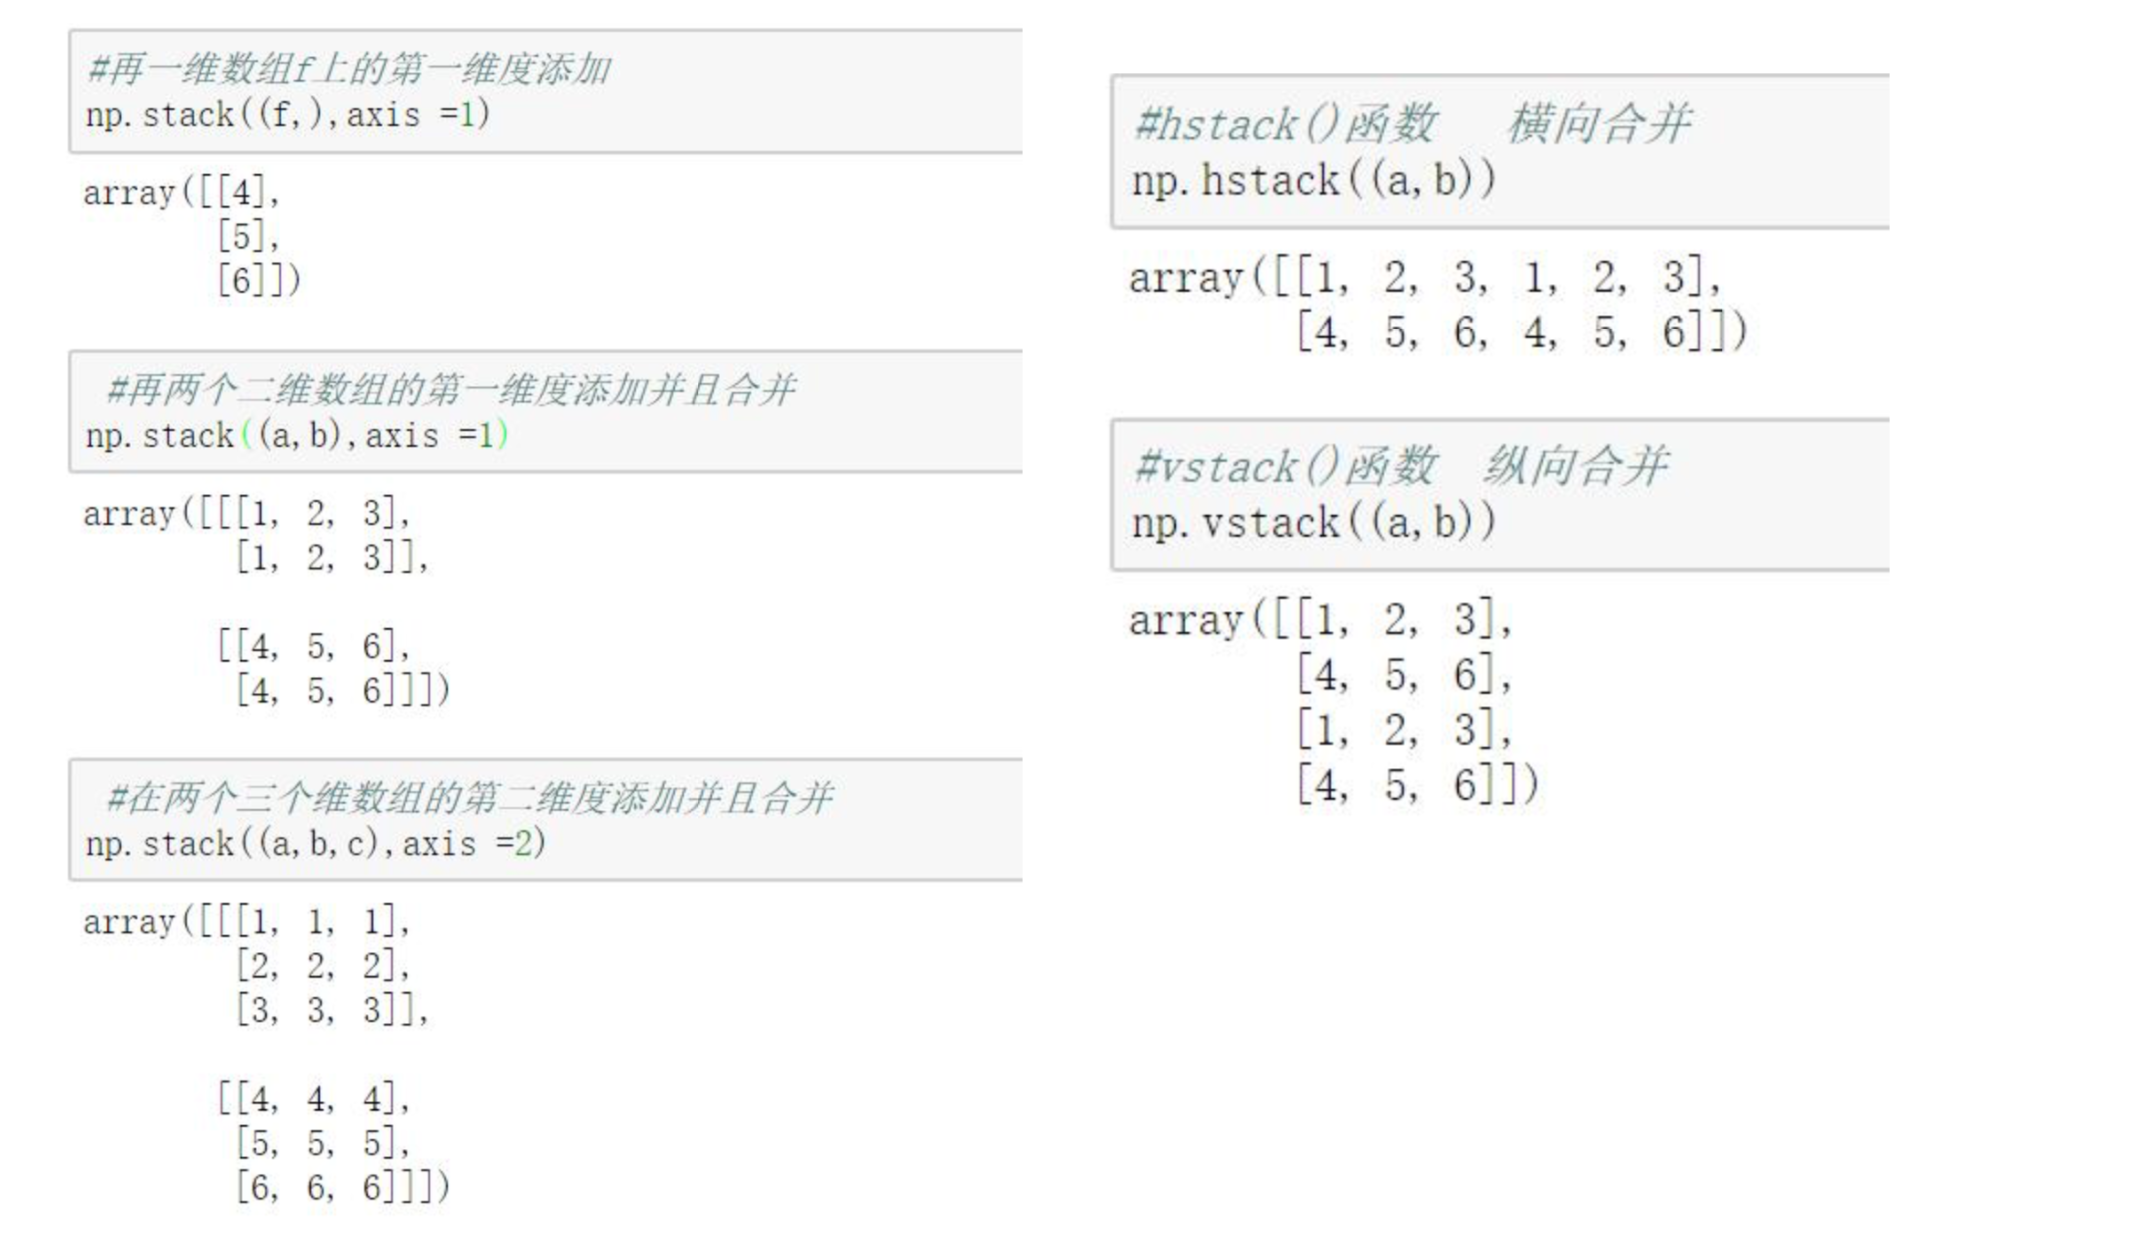 #再一维数组f上的第一维度添加
np.stack((f,),axis =1)
array([[4],
[5],
[6]])
#再两个二维数组的第一维度添加并且合并
np.stack((a,b),axis =1)
array([[[1, 2, 3],
[1, 2, 3]],
[[4, 5, 6],
[4, 5, 6]]])
#在两个三个维数组的第二维度添加并且合并
np.stack((a,b,c),axis =2)
array([[[1, 1, 1],
[2, 2, 2],
[3, 3, 3]],
[[4, 4, 4],
[5, 5, 5],
[6, 6, 6]]])
#hstack()函数 横向合并
np.hstack((a,b))
array([[1, 2, 3, 1, 2, 3],
[4, 5, 6, 4, 5, 6]])
#vstack()函数 纵向合并
np.vstack((a,b))
array([[1, 2, 3],
[4, 5, 6],
[1, 2, 3],
[4, 5, 6]])